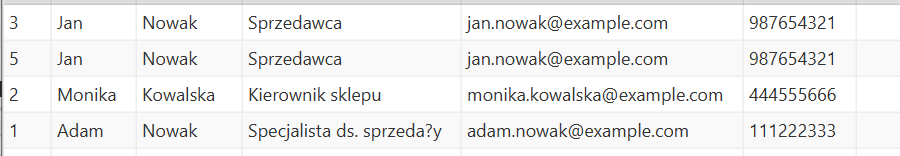 3 Jan Nowak Sprzedawca jan.nowak@example.com 987654321
5 Jan Nowak Sprzedawca jan.nowak@example.com 987654321
2 Monika Kowalska Kierownik sklepu monika.kowalska@example.com 444555666
1 Adam Nowak Specjalista ds. sprzeda?y adam.nowak@example.com 111222333